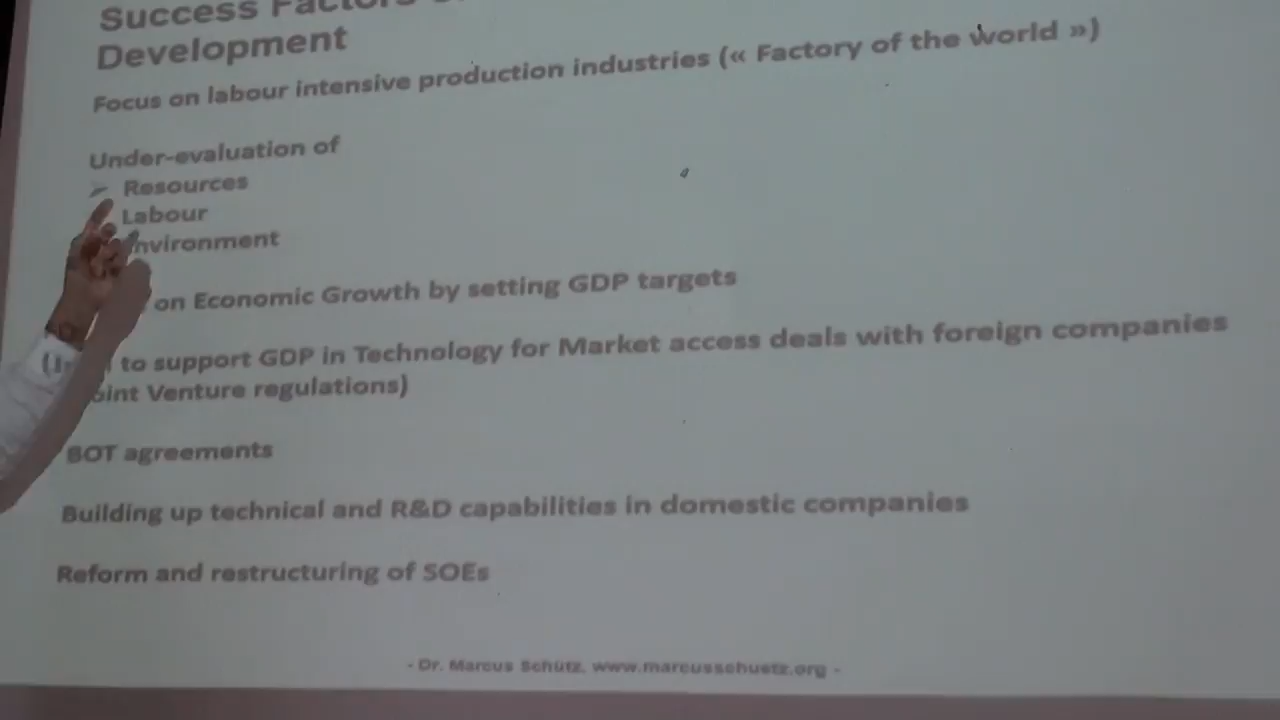 Success Factors
Development
Focus on labour intensive production industries (« Factory of the world »)
Under-evaluation of
➢ Resources
Labour
nvironment
on Economic Growth by setting GDP targets
to support GDP in Technology for Market access deals with foreign companies
oint Venture regulations)
BOT agreements
Building up technical and R&D capabilities in domestic companies
Reform and restructuring of SOEs
- Dr. Marcus Schütz, www.marcusschuetz.org -